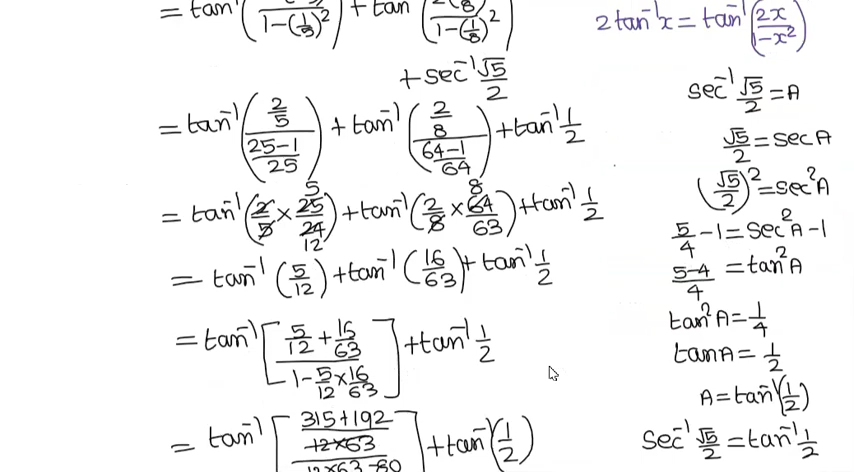 = tan⁻¹( /1-(1/5)²) + tan⁻¹(2(1/8)/1-(1/8)²)
+ sec⁻¹ √5/2
= tan⁻¹((2/5)/((25-1)/25)) + tan⁻¹((2/8)/((64-1)/64)) + tan⁻¹ 1/2
= tan⁻¹(2/5 × 25/24) + tan⁻¹(2/8 × 64/63) + tan⁻¹ 1/2
= tan⁻¹(5/12) + tan⁻¹(16/63) + tan⁻¹ 1/2
= tan⁻¹[(5/12 + 16/63)/(1 - 5/12 × 16/63)] + tan⁻¹ 1/2
= tan⁻¹[((315+192)/(12×63))/(12×63-80)] + tan⁻¹(1/2)
2tan⁻¹x = tan⁻¹(2x/1-x²)
sec⁻¹ √5/2 = A
√5/2 = sec A
(√5/2)² = sec²A
5/4 - 1 = sec²A - 1
5-4/4 = tan²A
tan²A = 1/4
tan A = 1/2
A = tan⁻¹(1/2)
sec⁻¹ √5/2 = tan⁻¹ 1/2